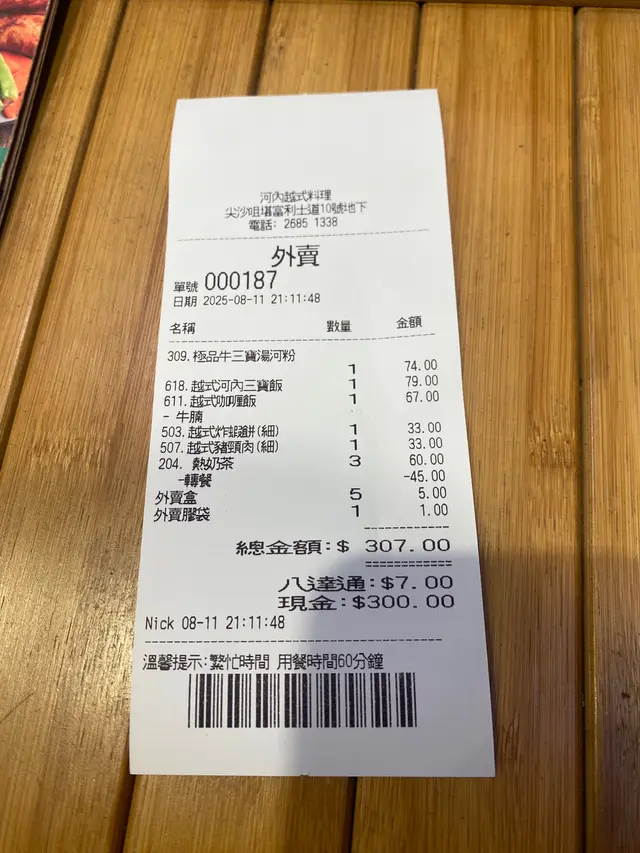 河內越式料理
尖沙咀堪富利士道10號地下
電話: 2685 1338
外賣
單號 000187
日期 2025-08-11 21:11:48
名稱 數量 金額
309.極品牛三寶湯河粉
1 74.00
618.越式河內三寶飯 1 79.00
611.越式咖喱飯 1 67.00
- 牛腩
503.越式炸蝦餅(細) 1 33.00
507.越式豬頸肉(細) 1 33.00
204. 熱奶茶 3 60.00
-轉餐 -45.00
外賣盒 5 5.00
外賣膠袋 1 1.00
總金額:$ 307.00
八達通:$7.00
現金:$300.00
Nick 08-11 21:11:48
溫馨提示:繁忙時間 用餐時間60分鐘